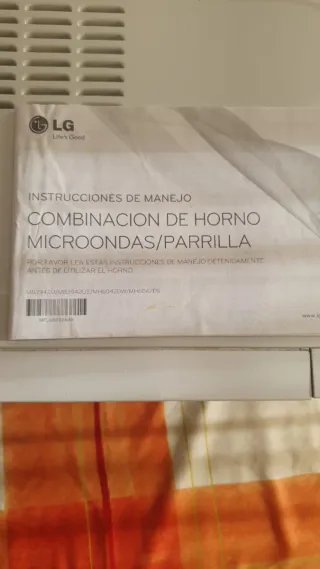 LG
Life's Good
INSTRUCCIONES DE MANEJO
COMBINACION DE HORNO
MICROONDAS/PARRILLA
POR FAVOR LEA ESTAS INSTRUCCIONES DE MANEJO DETENIDAMENTE
ANTES DE UTILIZAR EL HORNO.